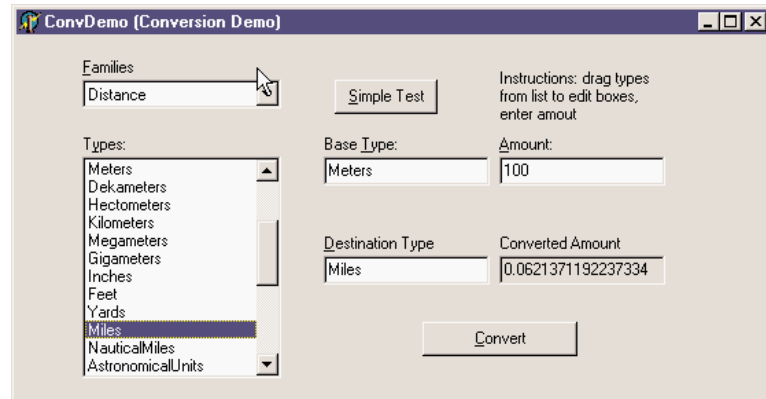 ConvDemo (Conversion Demo)
Families
Distance
Simple Test
Instructions: drag types
from list to edit boxes,
enter amout
Types:
Meters
Dekameters
Hectometers
Kilometers
Megameters
Gigameters
Inches
Feet
Yards
Miles
NauticalMiles
AstronomicalUnits
Base Type:
Meters
Amount:
100
Destination Type
Miles
Converted Amount
0.0621371192237334
Convert